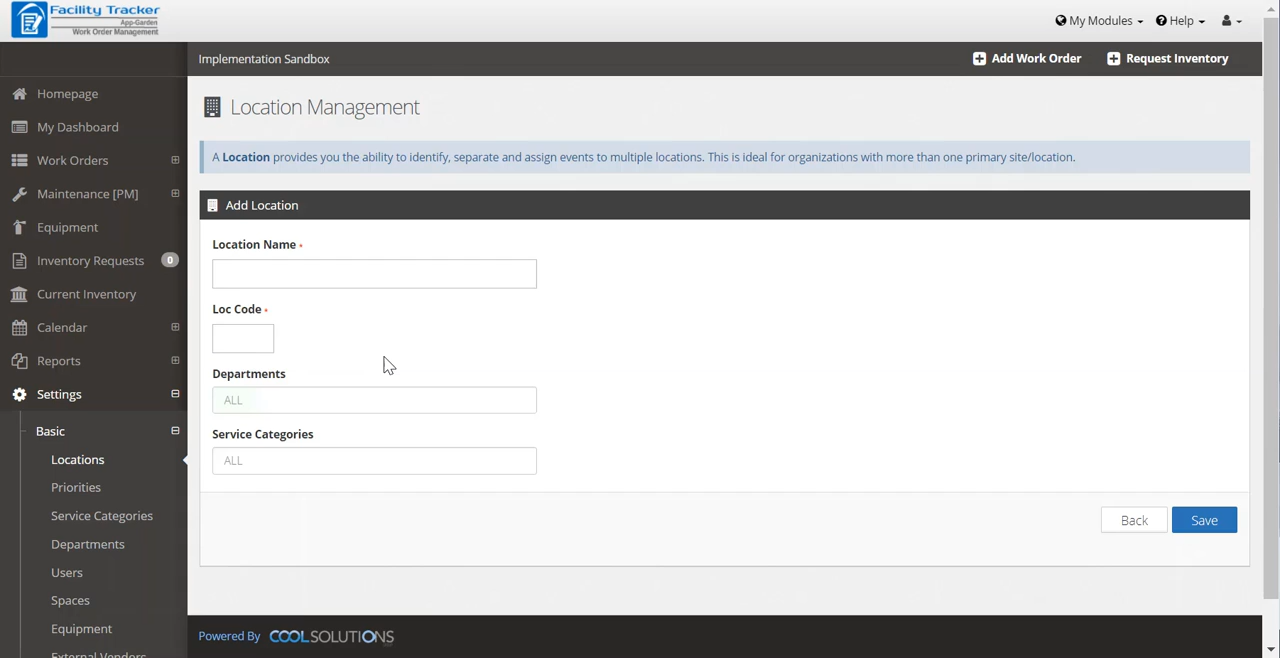 Facility Tracker
App-Garden
Work Order Management
My Modules
Help
Implementation Sandbox
Add Work Order
Request Inventory
Homepage
My Dashboard
Work Orders
Maintenance [PM]
Equipment
Inventory Requests 0
Current Inventory
Calendar
Reports
Settings
Basic
Locations
Priorities
Service Categories
Departments
Users
Spaces
Equipment
External Vendors
Location Management
A Location provides you the ability to identify, separate and assign events to multiple locations. This is ideal for organizations with more than one primary site/location.
Add Location
Location Name •
Loc Code •
Departments
ALL
Service Categories
ALL
Back
Save
Powered By COOLSOLUTIONS